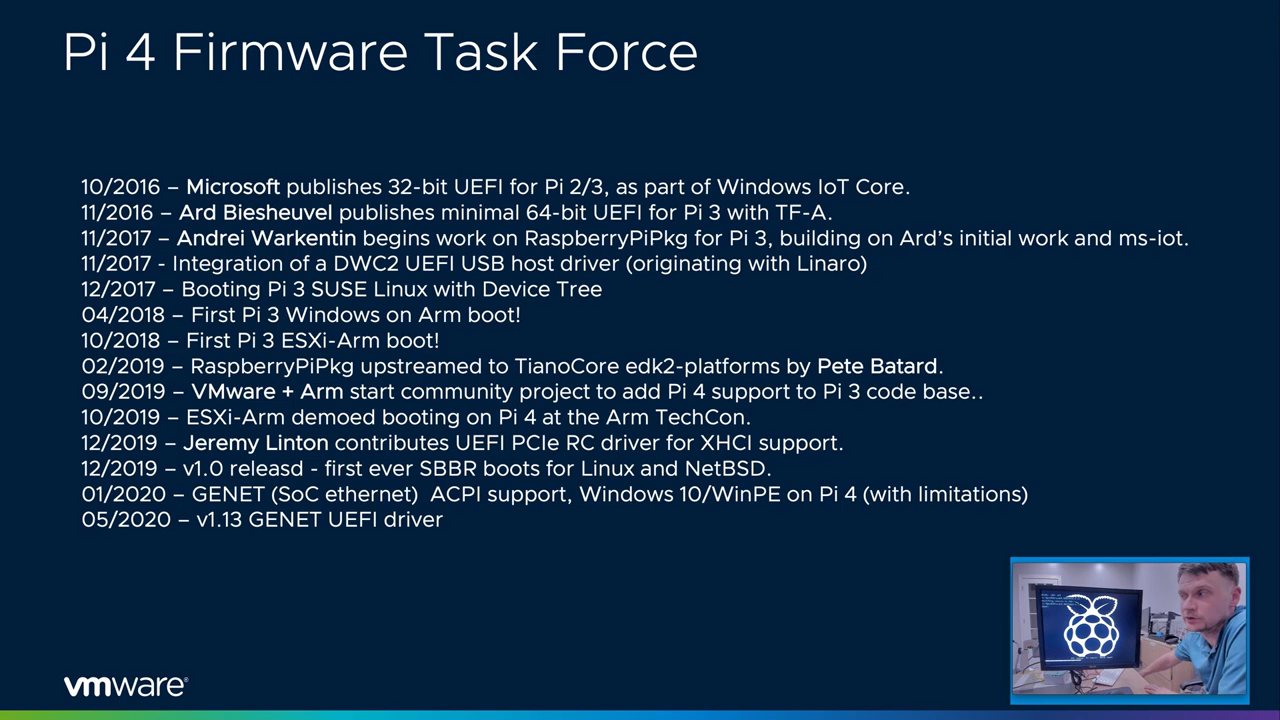 Pi 4 Firmware Task Force
10/2016 – Microsoft publishes 32-bit UEFI for Pi 2/3, as part of Windows IoT Core.
11/2016 – Ard Biesheuvel publishes minimal 64-bit UEFI for Pi 3 with TF-A.
11/2017 – Andrei Warkentin begins work on RaspberryPiPkg for Pi 3, building on Ard’s initial work and ms-iot.
11/2017 - Integration of a DWC2 UEFI USB host driver (originating with Linaro)
12/2017 – Booting Pi 3 SUSE Linux with Device Tree
04/2018 – First Pi 3 Windows on Arm boot!
10/2018 – First Pi 3 ESXi-Arm boot!
02/2019 – RaspberryPiPkg upstreamed to TianoCore edk2-platforms by Pete Batard.
09/2019 – VMware + Arm start community project to add Pi 4 support to Pi 3 code base..
10/2019 – ESXi-Arm demoed booting on Pi 4 at the Arm TechCon.
12/2019 – Jeremy Linton contributes UEFI PCIe RC driver for XHCI support.
12/2019 – v1.0 releasd - first ever SBBR boots for Linux and NetBSD.
01/2020 – GENET (SoC ethernet)  ACPI support, Windows 10/WinPE on Pi 4 (with limitations)
05/2020 – v1.13 GENET UEFI driver
vmware®